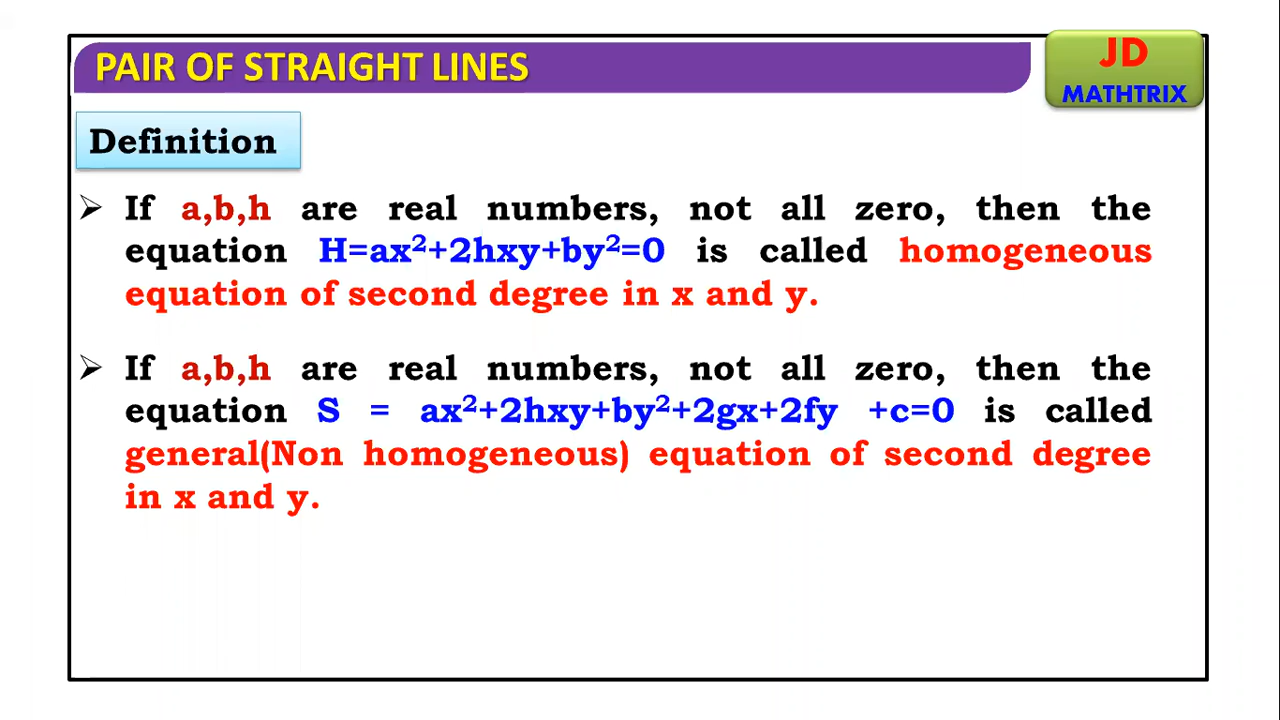 PAIR OF STRAIGHT LINES
JD
MATHTRIX
Definition
➢ If a,b,h are real numbers, not all zero, then the
equation H=ax²+2hxy+by²=0 is called homogeneous
equation of second degree in x and y.
➢ If a,b,h are real numbers, not all zero, then the
equation S = ax²+2hxy+by²+2gx+2fy +c=0 is called
general(Non homogeneous) equation of second degree
in x and y.